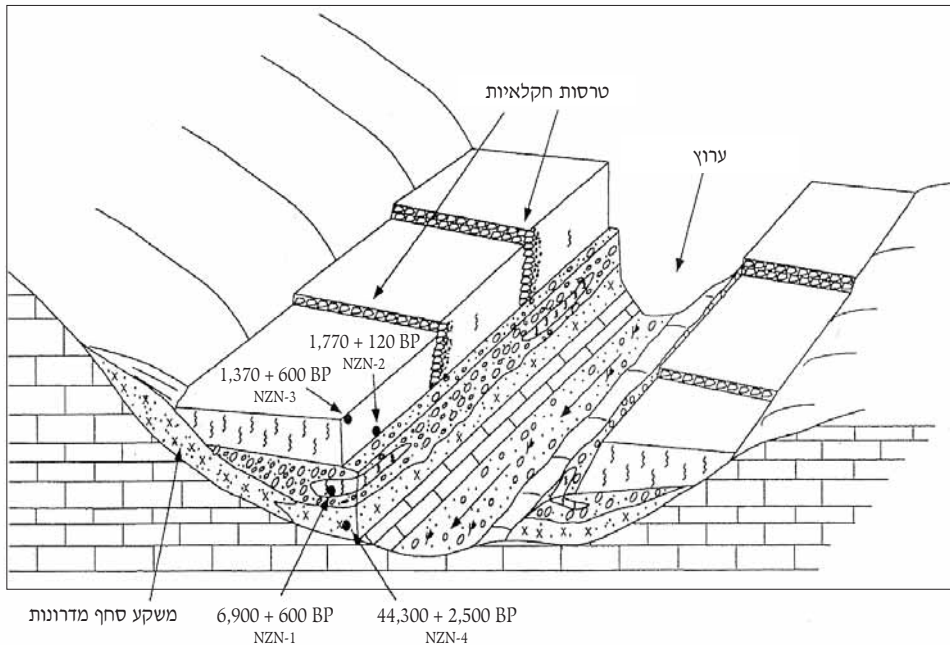 טרסות חקלאיות
ערוץ
1,770 + 120 BP
NZN-2
1,370 + 600 BP
NZN-3
משקע סחף מדרונות
6,900 + 600 BP
NZN-1
44,300 + 2,500 BP
NZN-4